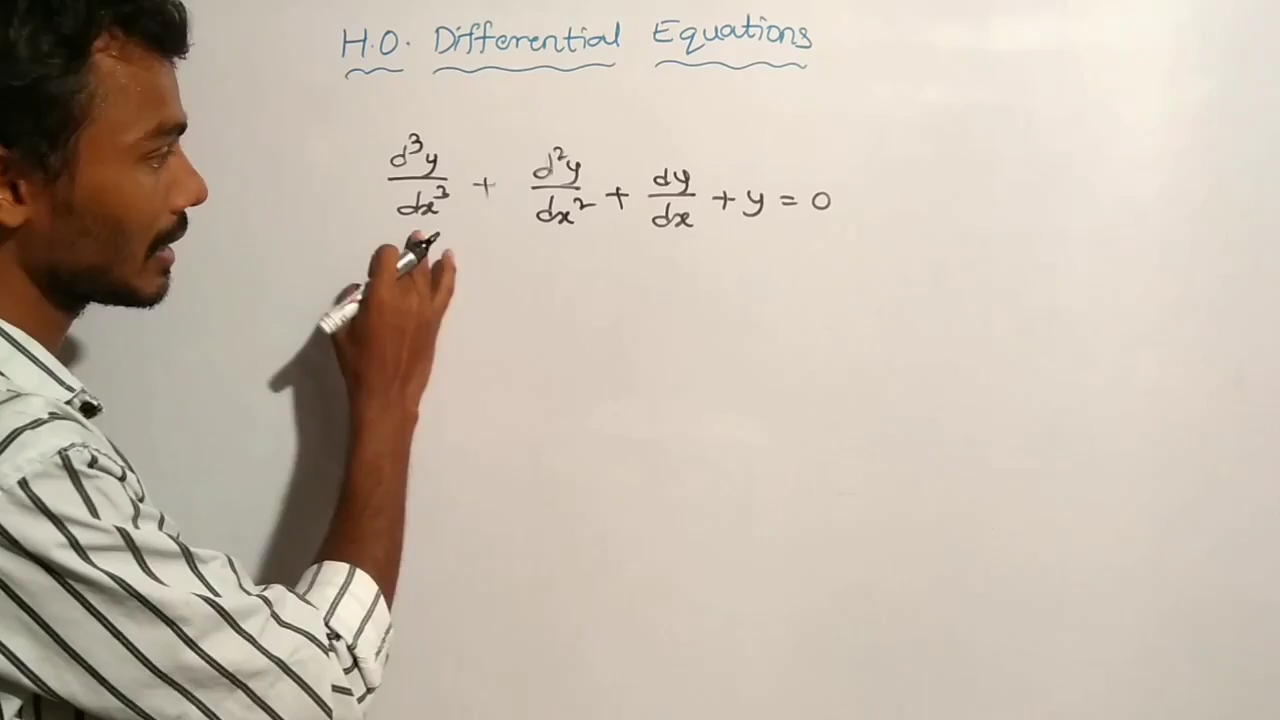 H.O. Differential Equations
d³y/dx³ + d²y/dx² + dy/dx + y = 0